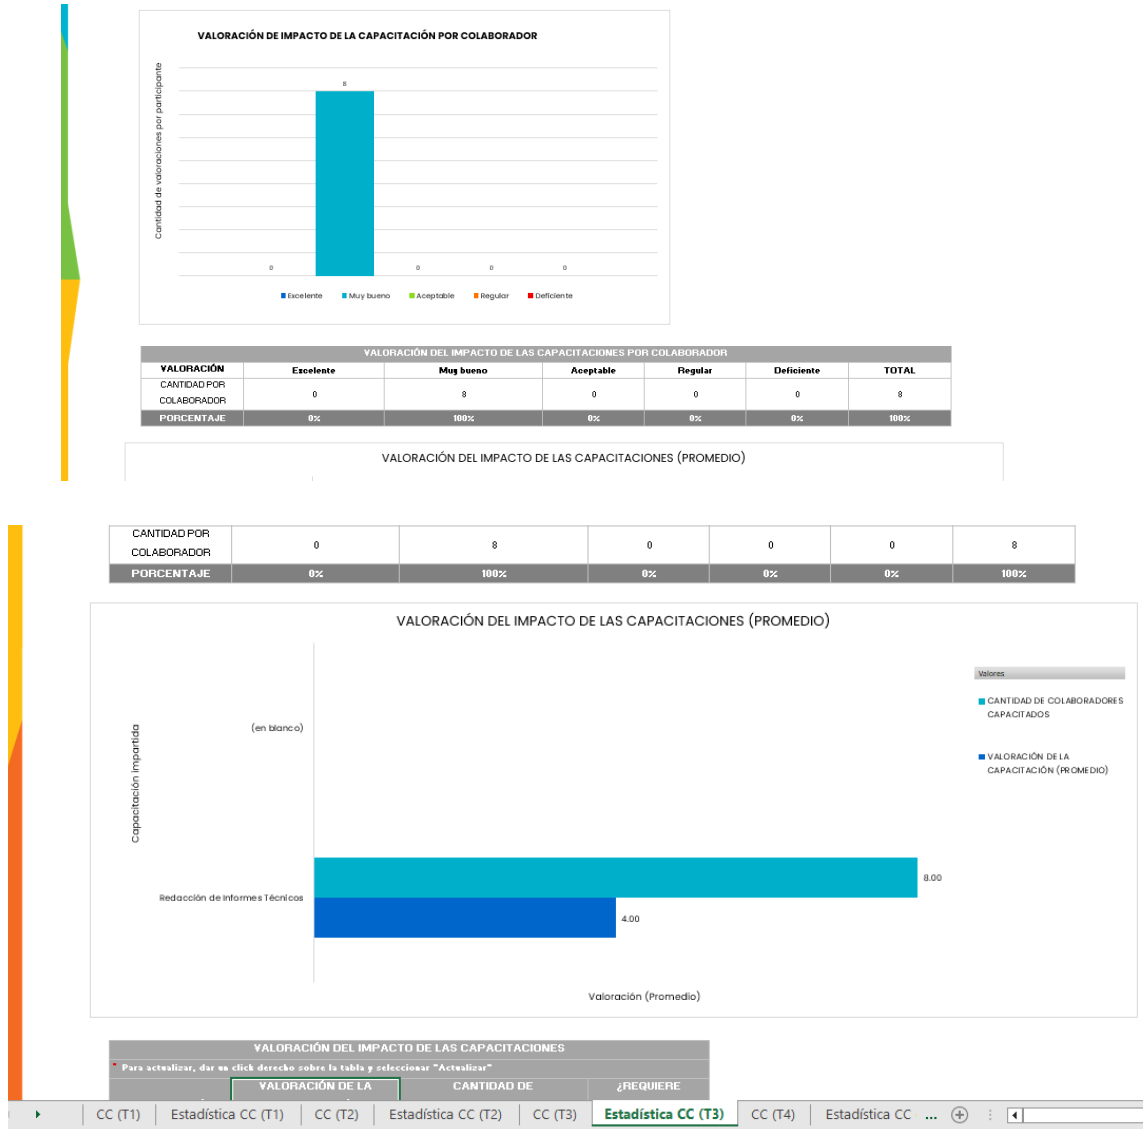 VALORACIÓN DE IMPACTO DE LA CAPACITACIÓN POR COLABORADOR
Cantidad de valoraciones por participante
8
0
0
0
0
Excelente Muy bueno Aceptable Regular Deficiente
VALORACIÓN DEL IMPACTO DE LAS CAPACITACIONES POR COLABORADOR
VALORACIÓN Excelente Muy bueno Aceptable Regular Deficiente TOTAL
CANTIDAD POR
COLABORADOR 0 8 0 0 0 8
PORCENTAJE 0% 100% 0% 0% 0% 100%
VALORACIÓN DEL IMPACTO DE LAS CAPACITACIONES (PROMEDIO)
CANTIDAD POR
COLABORADOR 0 8 0 0 0 8
PORCENTAJE 0% 100% 0% 0% 0% 100%
VALORACIÓN DEL IMPACTO DE LAS CAPACITACIONES (PROMEDIO)
Valores
CANTIDAD DE COLABORADORES
CAPACITADOS
VALORACIÓN DE LA
CAPACITACIÓN (PROMEDIO)
Capacitación impartida
(en blanco)
Redacción de Informes Técnicos
8.00
4.00
Valoración (Promedio)
VALORACIÓN DEL IMPACTO DE LAS CAPACITACIONES
* Para actualizar, dar un click derecho sobre la tabla y seleccionar "Actualizar"
VALORACIÓN DE LA CANTIDAD DE ¿REQUIERE
CC (T1) Estadística CC (T1) CC (T2) Estadística CC (T2) CC (T3) Estadística CC (T3) CC (T4) Estadística CC ...